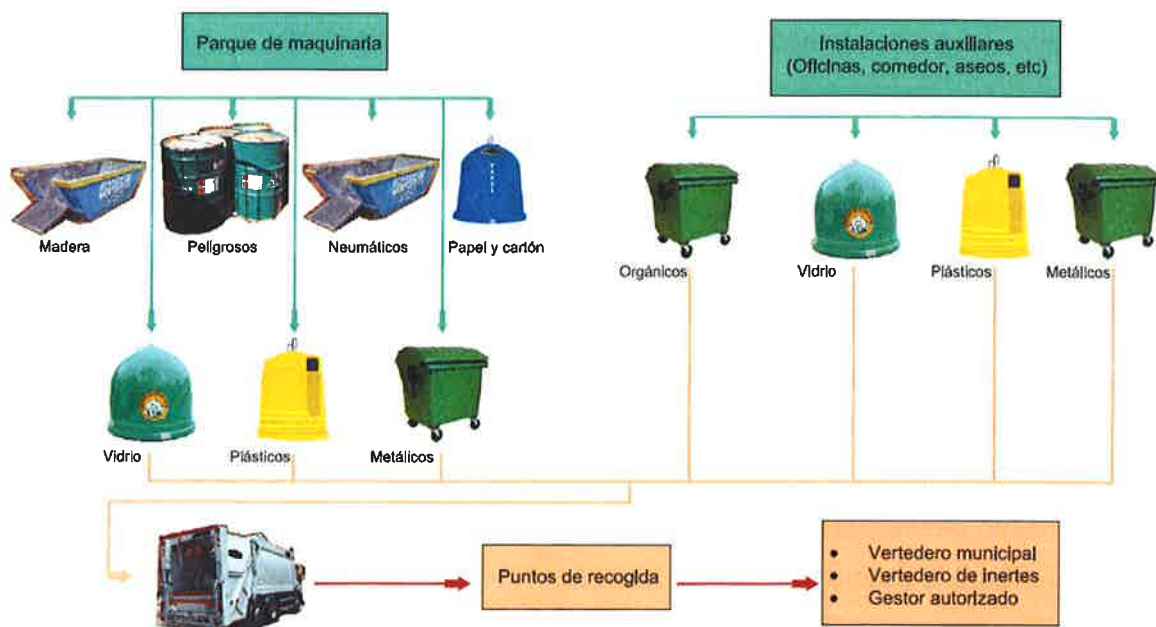 Parque de maquinaria
Instalaciones auxiliares
(Oficinas, comedor, aseos, etc)
Madera
Peligrosos
Neumáticos
Papel y cartón
Orgánicos
Vidrio
Plásticos
Metálicos
Vidrio
Plásticos
Metálicos
Puntos de recogida
• Vertedero municipal
• Vertedero de inertes
• Gestor autorizado